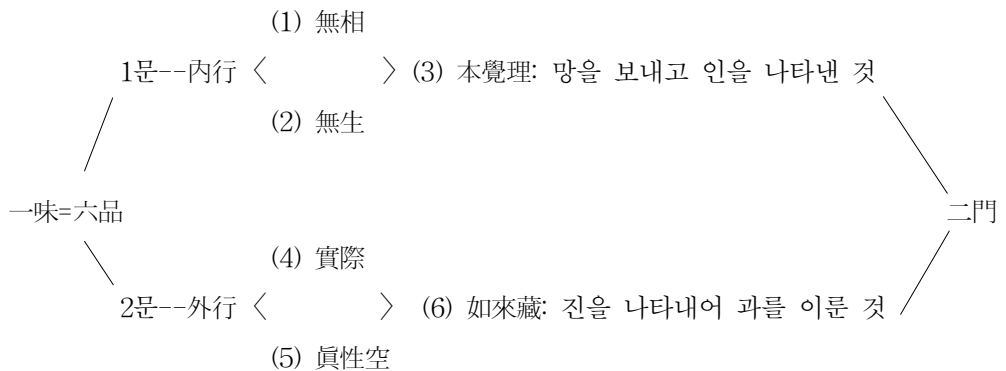 (1) 無相
1문--內行 〈 〉 (3) 本覺理: 망을 보내고 인을 나타낸 것
(2) 無生
一味=六品 二門
(4) 實際
2문--外行 〈 〉 (6) 如來藏: 진을 나타내어 과를 이룬 것
(5) 眞性空